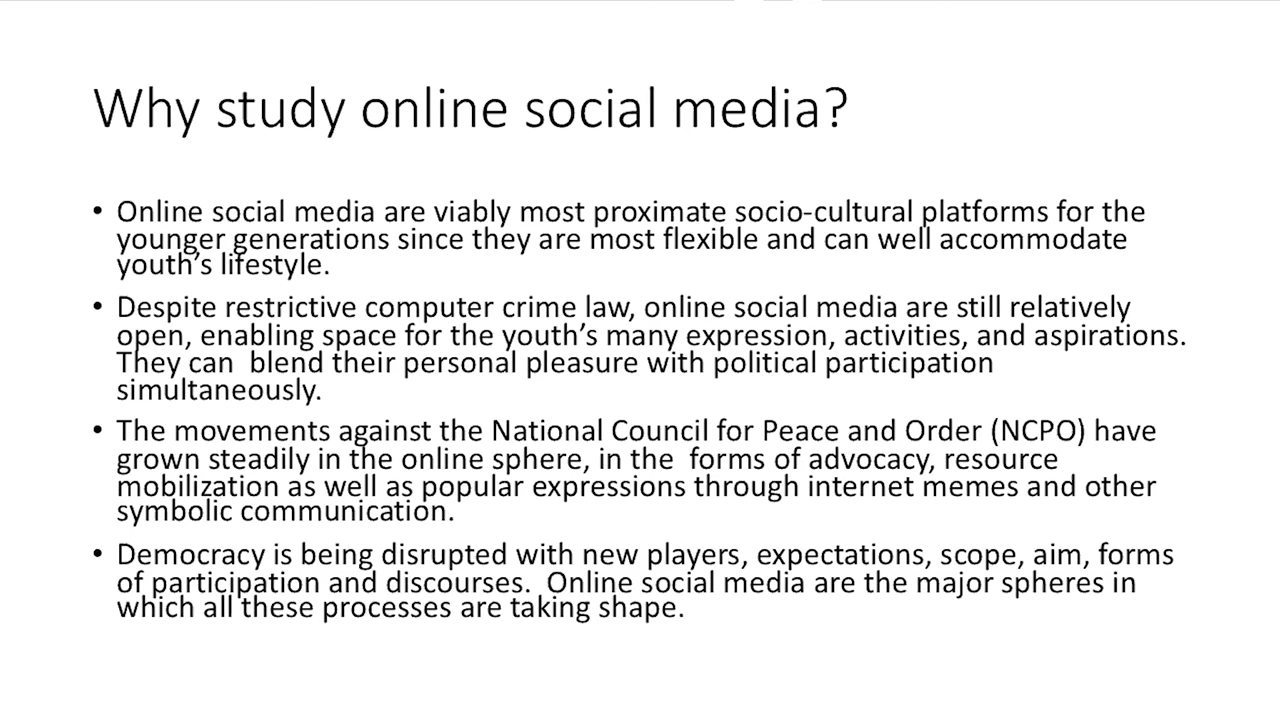 Why study online social media?
• Online social media are viably most proximate socio-cultural platforms for the
younger generations since they are most flexible and can well accommodate
youth's lifestyle.
• Despite restrictive computer crime law, online social media are still relatively
open, enabling space for the youth's many expression, activities, and aspirations.
They can  blend their personal pleasure with political participation
simultaneously.
• The movements against the National Council for Peace and Order (NCPO) have
grown steadily in the online sphere, in the  forms of advocacy, resource
mobilization as well as popular expressions through internet memes and other
symbolic communication.
• Democracy is being disrupted with new players, expectations, scope, aim, forms
of participation and discourses.  Online social media are the major spheres in
which all these processes are taking shape.